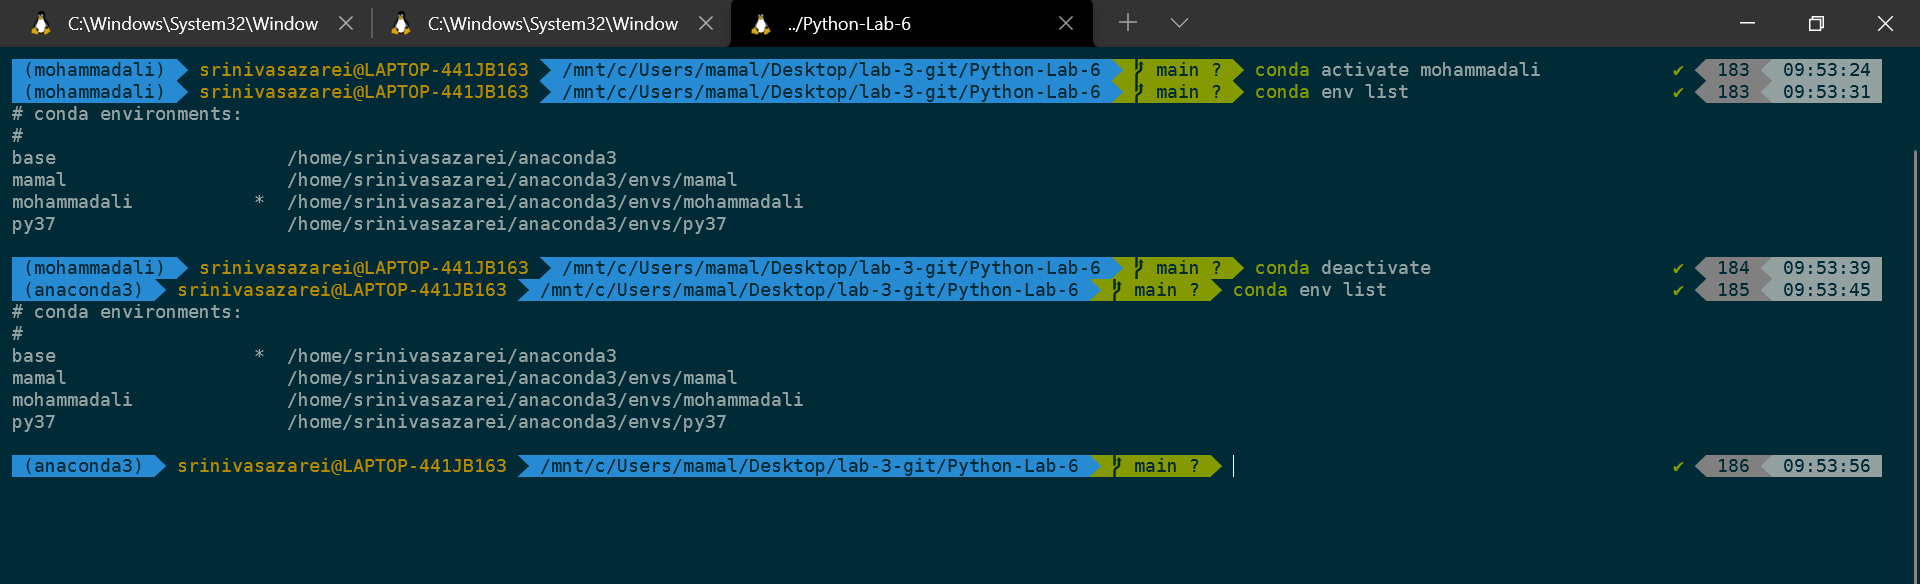 C:\Windows\System32\Window C:\Windows\System32\Window ../Python-Lab-6
(mohammadali) srinivasazarei@LAPTOP-441JB163 /mnt/c/Users/mamal/Desktop/lab-3-git/Python-Lab-6 main ? conda activate mohammadali ✔ 183 09:53:24
(mohammadali) srinivasazarei@LAPTOP-441JB163 /mnt/c/Users/mamal/Desktop/lab-3-git/Python-Lab-6 main ? conda env list ✔ 183 09:53:31
# conda environments:
#
base /home/srinivasazarei/anaconda3
mamal /home/srinivasazarei/anaconda3/envs/mamal
mohammadali * /home/srinivasazarei/anaconda3/envs/mohammadali
py37 /home/srinivasazarei/anaconda3/envs/py37
(mohammadali) srinivasazarei@LAPTOP-441JB163 /mnt/c/Users/mamal/Desktop/lab-3-git/Python-Lab-6 main ? conda deactivate ✔ 184 09:53:39
(anaconda3) srinivasazarei@LAPTOP-441JB163 /mnt/c/Users/mamal/Desktop/lab-3-git/Python-Lab-6 main ? conda env list ✔ 185 09:53:45
# conda environments:
#
base * /home/srinivasazarei/anaconda3
mamal /home/srinivasazarei/anaconda3/envs/mamal
mohammadali /home/srinivasazarei/anaconda3/envs/mohammadali
py37 /home/srinivasazarei/anaconda3/envs/py37
(anaconda3) srinivasazarei@LAPTOP-441JB163 /mnt/c/Users/mamal/Desktop/lab-3-git/Python-Lab-6 main ? ✔ 186 09:53:56